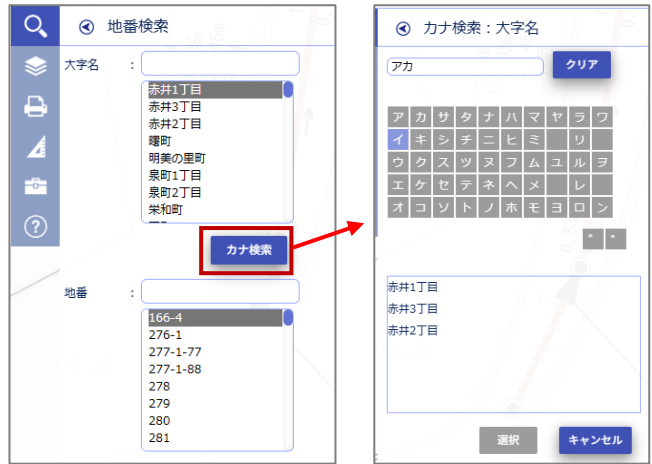 地番検索
大字名 :
赤井1丁目
赤井3丁目
赤井2丁目
曙町
明美の里町
泉町1丁目
泉町2丁目
栄和町
カナ検索
地番 :
166-4
276-1
277-1-77
277-1-88
278
279
280
281
?
カナ検索：大字名
アカ
クリア
ア カ サ タ ナ ハ マ ヤ ラ ワ
イ キ シ チ ニ ヒ ミ リ
ウ ク ス ツ ヌ フ ム ユ ル ヲ
エ ケ セ テ ネ ヘ メ レ
オ コ ソ ト ノ ホ モ ヨ ロ ン
゛ ゜
赤井1丁目
赤井3丁目
赤井2丁目
選択
キャンセル